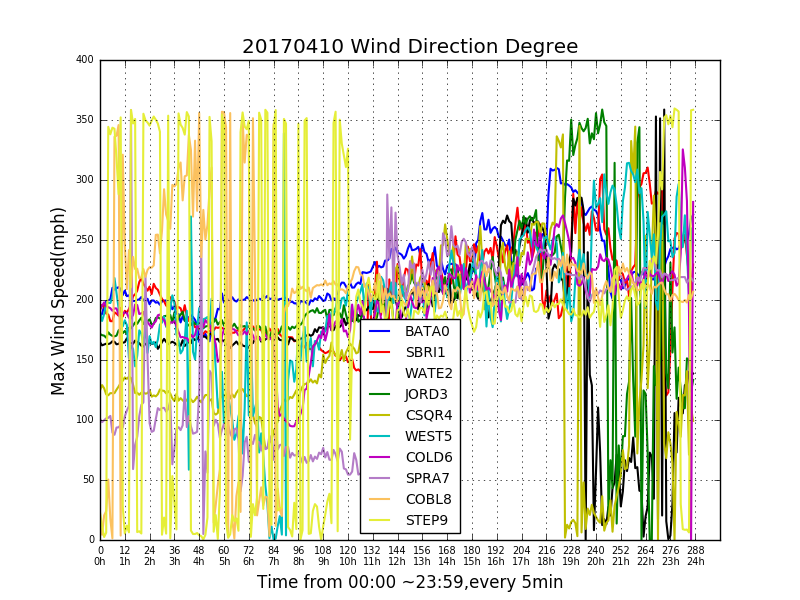 20170410 Wind Direction Degree
Max Wind Speed(mph)
400
350
300
250
200
150
100
50
0
BATA0
SBRI1
WATE2
JORD3
CSQR4
WEST5
COLD6
SPRA7
COBL8
STEP9
0 12 24 36 48 60 72 84 96 108 120 132 144 156 168 180 192 204 216 228 240 252 264 276 288
0h 1h 2h 3h 4h 5h 6h 7h 8h 9h 10h 11h 12h 13h 14h 15h 16h 17h 18h 19h 20h 21h 22h 23h 24h
Time from 00:00 ~23:59,every 5min